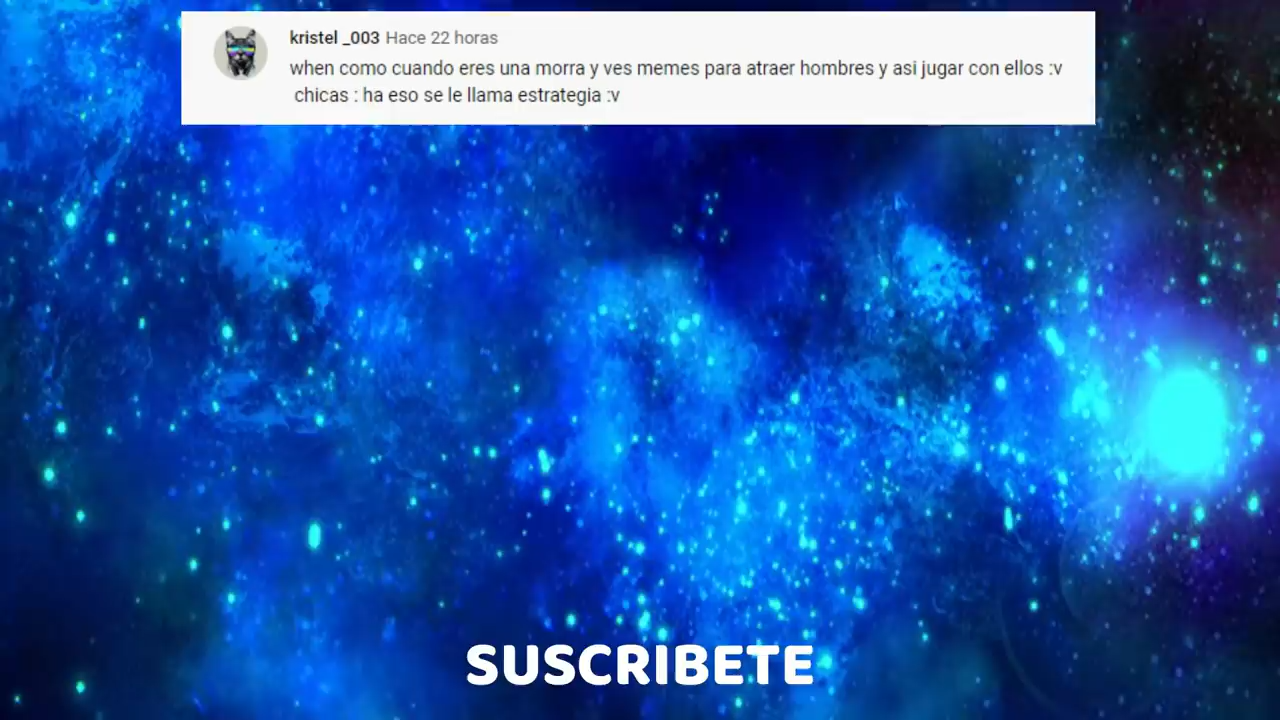 kristel _003 Hace 22 horas
when como cuando eres una morra y ves memes para atraer hombres y asi jugar con ellos :v
chicas : ha eso se le llama estrategia :v
SUSCRIBETE